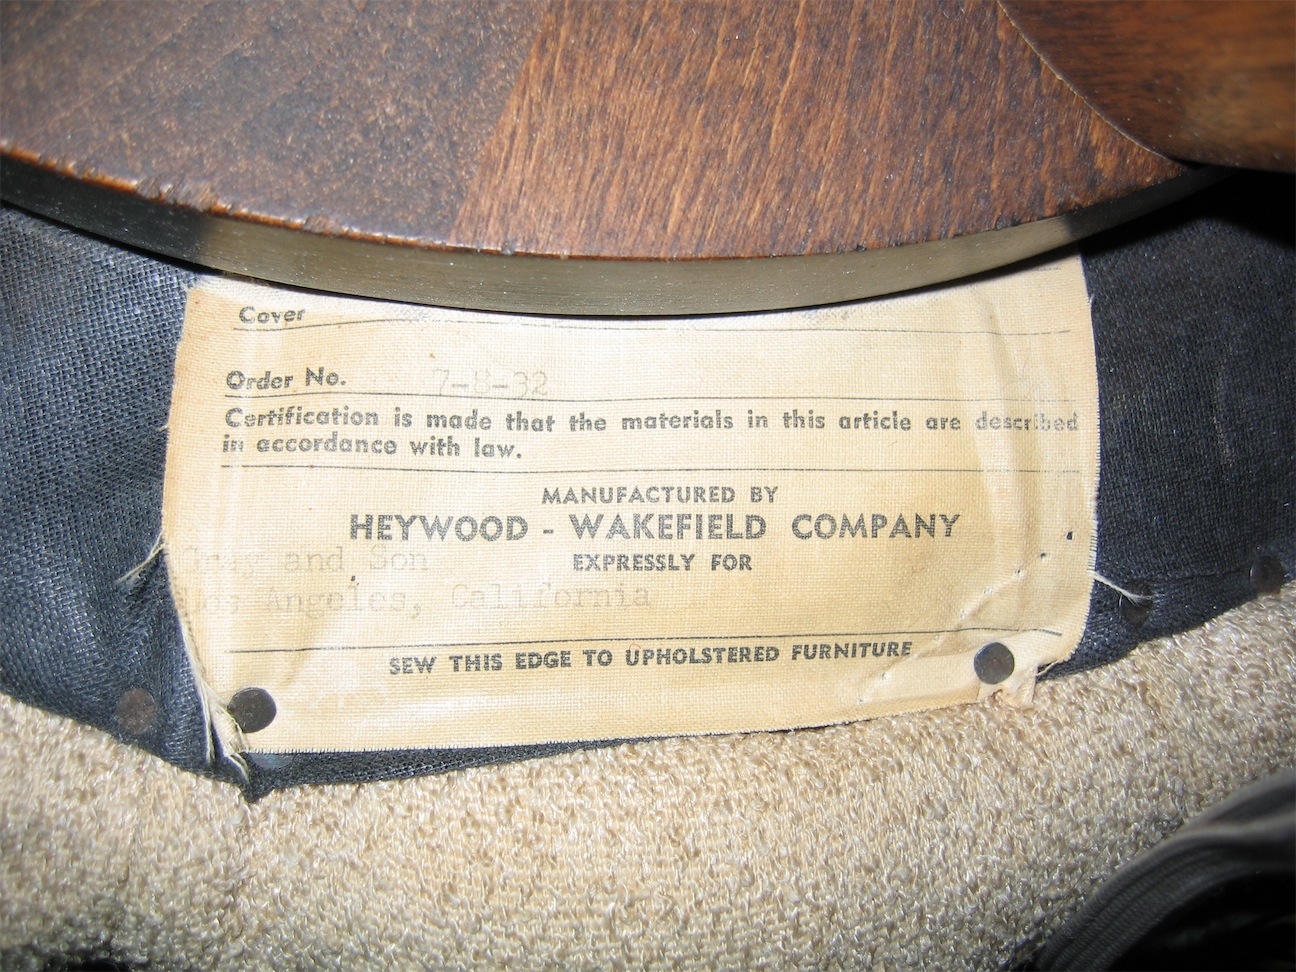 Cover
Order No. 7-8-32
Certification is made that the materials in this article are described
in accordance with law.
MANUFACTURED BY
HEYWOOD - WAKEFIELD COMPANY
EXPRESSLY FOR
Gray and Son
Los Angeles, California
SEW THIS EDGE TO UPHOLSTERED FURNITURE